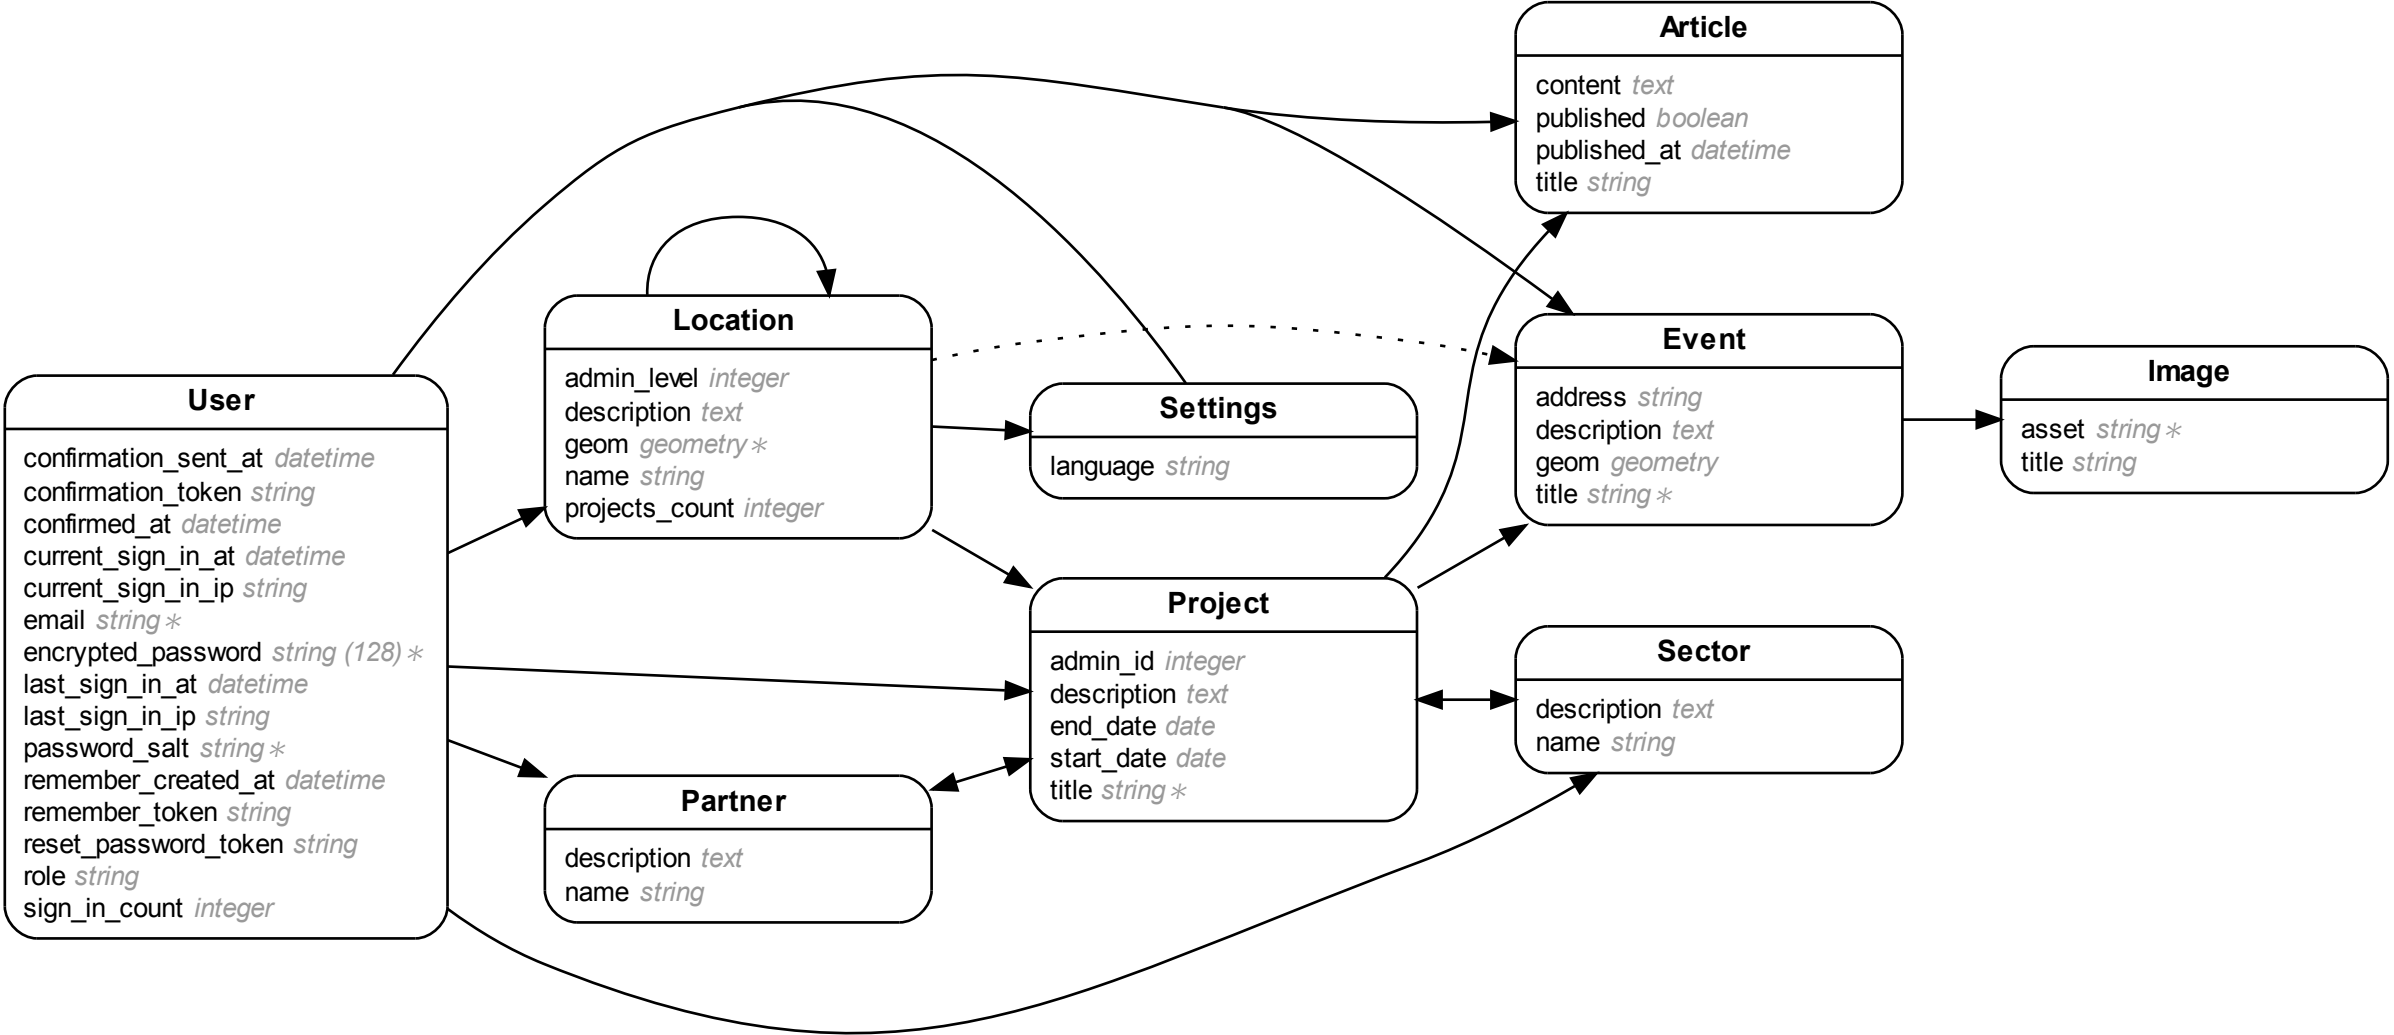 User
confirmation_sent_at datetime
confirmation_token string
confirmed_at datetime
current_sign_in_at datetime
current_sign_in_ip string
email string ∗
encrypted_password string (128) ∗
last_sign_in_at datetime
last_sign_in_ip string
password_salt string ∗
remember_created_at datetime
remember_token string
reset_password_token string
role string
sign_in_count integer
Location
admin_level integer
description text
geom geometry ∗
name string
projects_count integer
Partner
description text
name string
Settings
language string
Project
admin_id integer
description text
end_date date
start_date date
title string ∗
Article
content text
published boolean
published_at datetime
title string
Event
address string
description text
geom geometry
title string ∗
Sector
description text
name string
Image
asset string ∗
title string